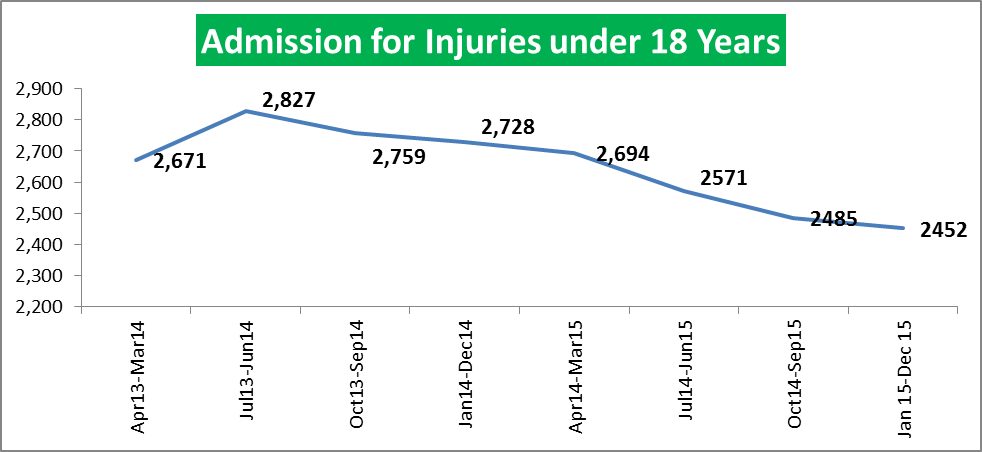 Admission for Injuries under 18 Years
2,900
2,800
2,700
2,600
2,500
2,400
2,300
2,200
2,671
2,827
2,759
2,728
2,694
2571
2485
2452
Apr13-Mar14
Jul13-Jun14
Oct13-Sep14
Jan14-Dec14
Apr14-Mar15
Jul14-Jun15
Oct14-Sep15
Jan 15-Dec 15